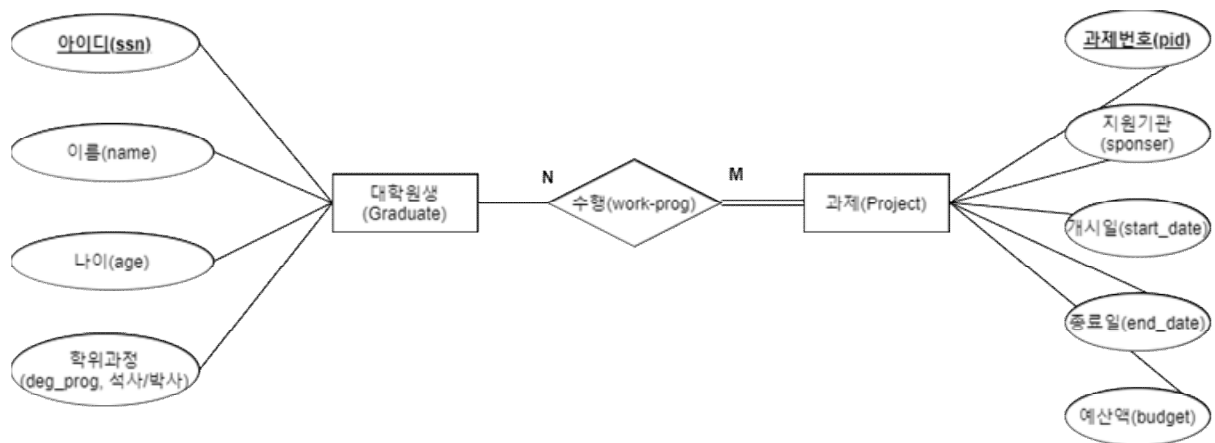 아이디(ssn)
이름(name)
나이(age)
학위과정
(deg_prog, 석사/박사)
대학원생
(Graduate)
N
수행(work-prog)
M
과제(Project)
과제번호(pid)
지원기관
(sponser)
개시일(start_date)
종료일(end_date)
예산액(budget)